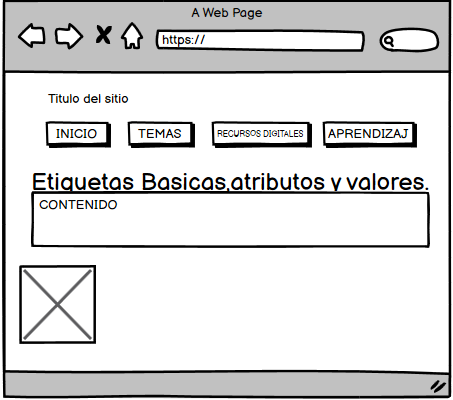 A Web Page
https://
Titulo del sitio
INICIO TEMAS RECURSOS DIGITALES APRENDIZAJ
Etiquetas Basicas,atributos y valores.
CONTENIDO